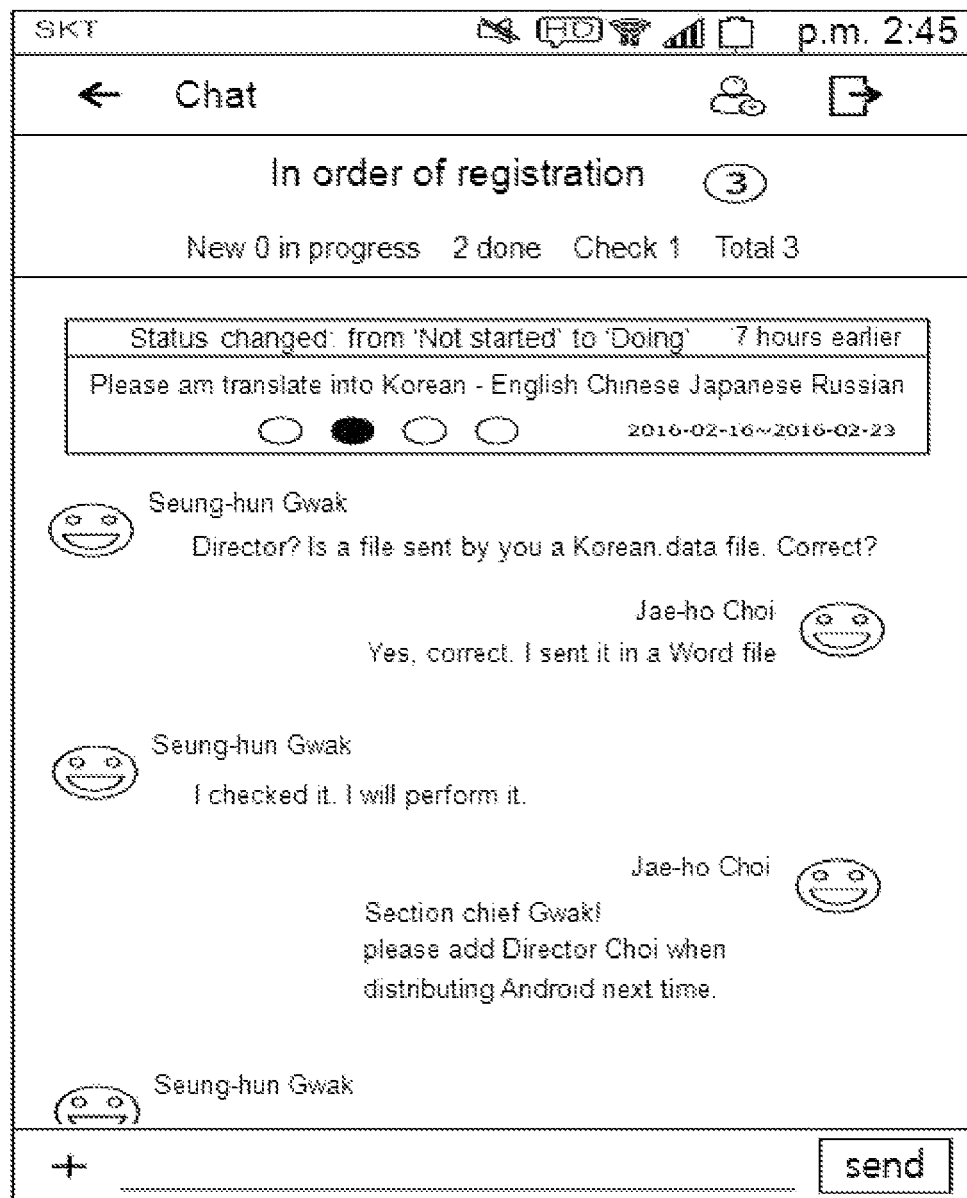 SKT HD p.m. 2:45
Chat
In order of registration 3
New 0 in progress 2 done Check 1 Total 3
Status changed: from 'Not started' to 'Doing' 7 hours earlier
Please am translate into Korean - English Chinese Japanese Russian
2016-02-16~2016-02-23
Seung-hun Gwak
Director? Is a file sent by you a Korean.data file. Correct?
Jae-ho Choi
Yes, correct. I sent it in a Word file
Seung-hun Gwak
I checked it. I will perform it.
Jae-ho Choi
Section chief Gwak!
please add Director Choi when
distributing Android next time.
Seung-hun Gwak
+ send